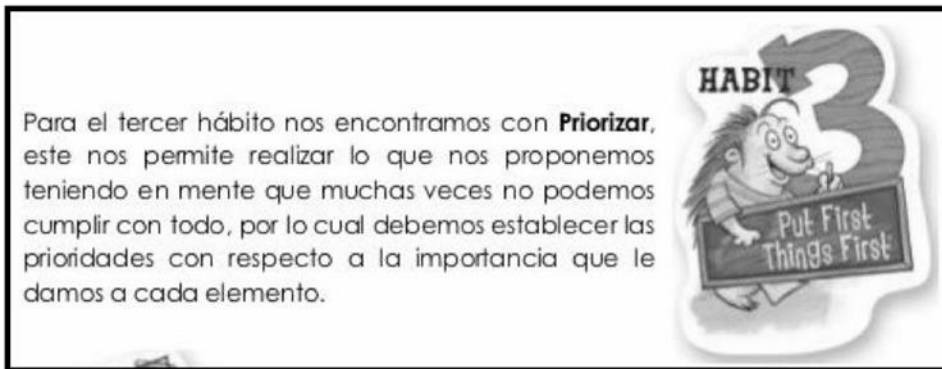 Para el tercer hábito nos encontramos con Priorizar,
este nos permite realizar lo que nos proponemos
teniendo en mente que muchas veces no podemos
cumplir con todo, por lo cual debemos establecer las
prioridades con respecto a la importancia que le
damos a cada elemento.
HABIT 3
Put First
Things First